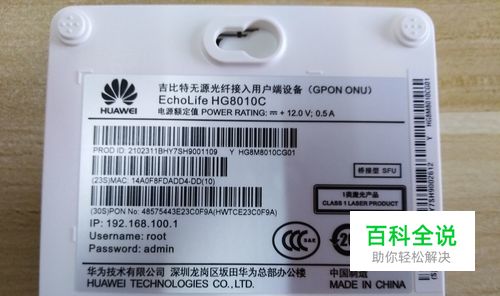 吉比特无源光纤接入用户端设备（GPON ONU）
EchoLife HG8010C
电源额定值 POWER RATING: ⎓ + 12.0 V; 0.5 A
HUAWEI
PROD ID: 2102311BHY7SH9001109 Y HG8M8010CG01
(23S)MAC: 14A0F8FDADD4-DD(10)
桥接型 SFU
1类激光产品
CLASS 1 LASER PRODUCT
(30S)PON No: 48575443E23C0F9A(HWTCE23C0F9A)
IP: 192.168.100.1
Username: root
Password: admin
华为技术有限公司 深圳龙岗区坂田华为总部办公楼
HUAWEI TECHNOLOGIES CO.,LTD.
中国制造
MADE IN CHINA
Y HG8M8010CG01
百科全说
助你轻松解决